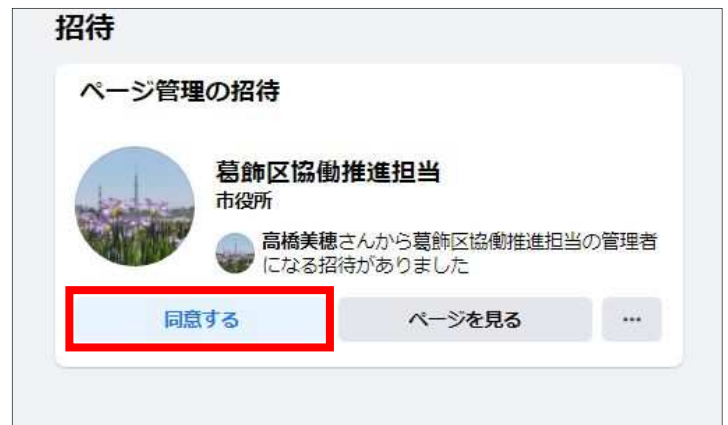 招待
ページ管理の招待
葛飾区協働推進担当
市役所
高橋美穂さんから葛飾区協働推進担当の管理者
になる招待がありました
同意する
ページを見る
...